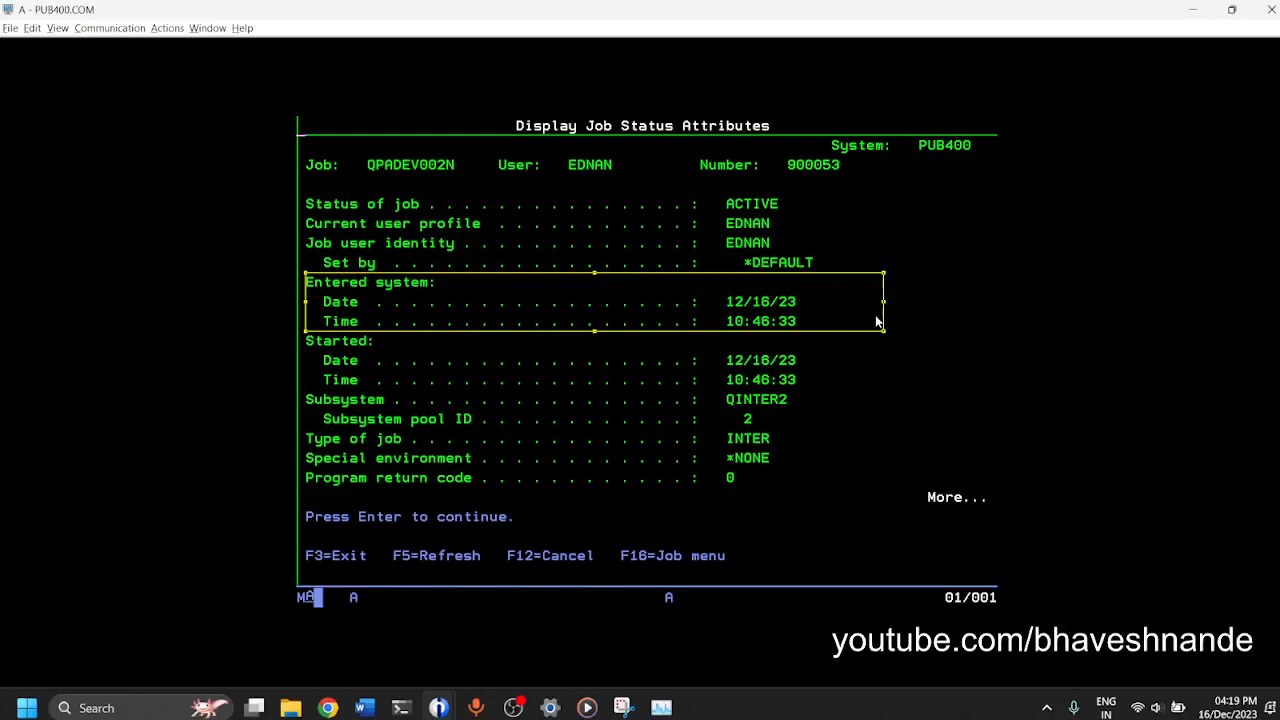 A - PUB400.COM
File Edit View Communication Actions Window Help
Display Job Status Attributes
System: PUB400
Job: QPADEV002N User: EDNAN Number: 900053
Status of job . . . . . . . . . . . . . . . : ACTIVE
Current user profile . . . . . . . . . . . : EDNAN
Job user identity . . . . . . . . . . . . . : EDNAN
Set by . . . . . . . . . . . . . . . . . : *DEFAULT
Entered system:
Date . . . . . . . . . . . . . . . . . . : 12/16/23
Time . . . . . . . . . . . . . . . . . . : 10:46:33
Started:
Date . . . . . . . . . . . . . . . . . . : 12/16/23
Time . . . . . . . . . . . . . . . . . . : 10:46:33
Subsystem . . . . . . . . . . . . . . . . . : QINTER2
Subsystem pool ID . . . . . . . . . . . . : 2
Type of job . . . . . . . . . . . . . . . . : INTER
Special environment . . . . . . . . . . . . : *NONE
Program return code . . . . . . . . . . . . : 0
More...
Press Enter to continue.
F3=Exit F5=Refresh F12=Cancel F16=Job menu
MA A A 01/001
youtube.com/bhaveshnande
Search
ENG
IN
04:19 PM
16/Dec/2023